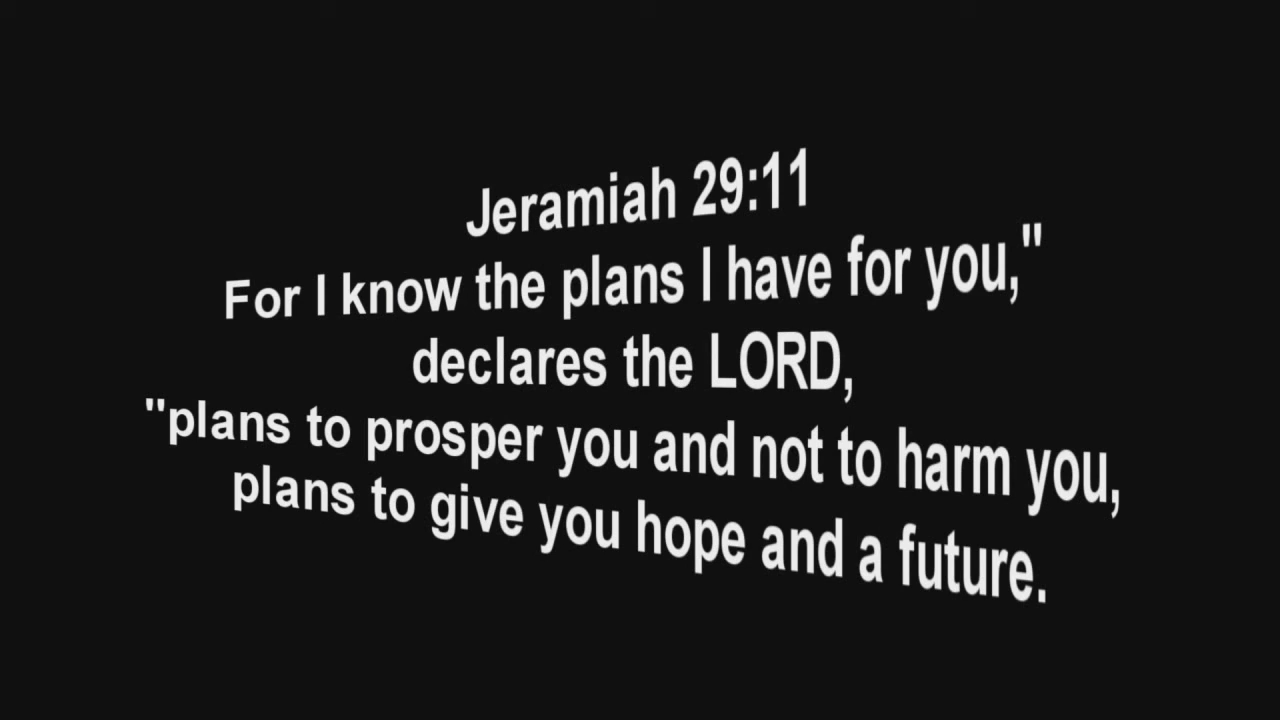 Jeramiah 29:11
For I know the plans I have for you,"
declares the LORD,
"plans to prosper you and not to harm you,
plans to give you hope and a future.